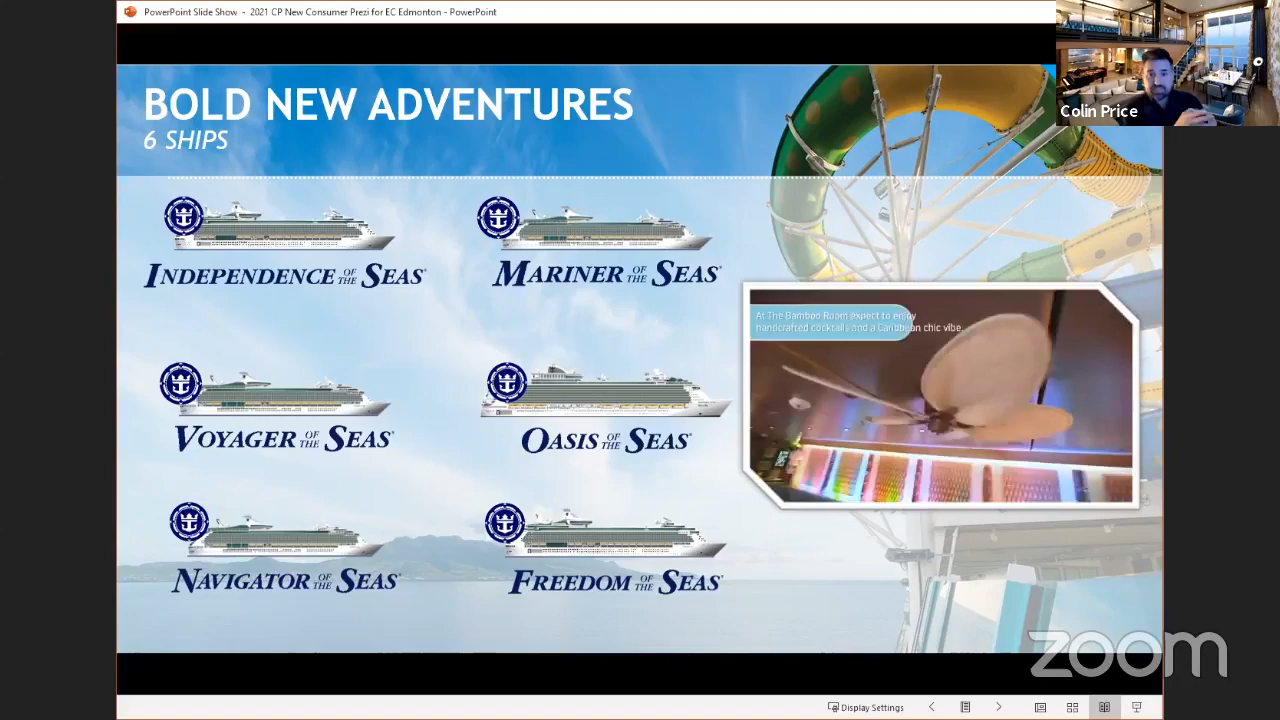 PowerPoint Slide Show - 2021 CP New Consumer Prezi for EC Edmonton - PowerPoint
Colin Price
BOLD NEW ADVENTURES
6 SHIPS
INDEPENDENCE OF THE SEAS®
MARINER OF THE SEAS®
At The Bamboo Room expect to enjoy
handcrafted cocktails and a Caribbean chic vibe.
VOYAGER OF THE SEAS®
OASIS OF THE SEAS®
NAVIGATOR OF THE SEAS®
FREEDOM OF THE SEAS®
zoom
Display Settings